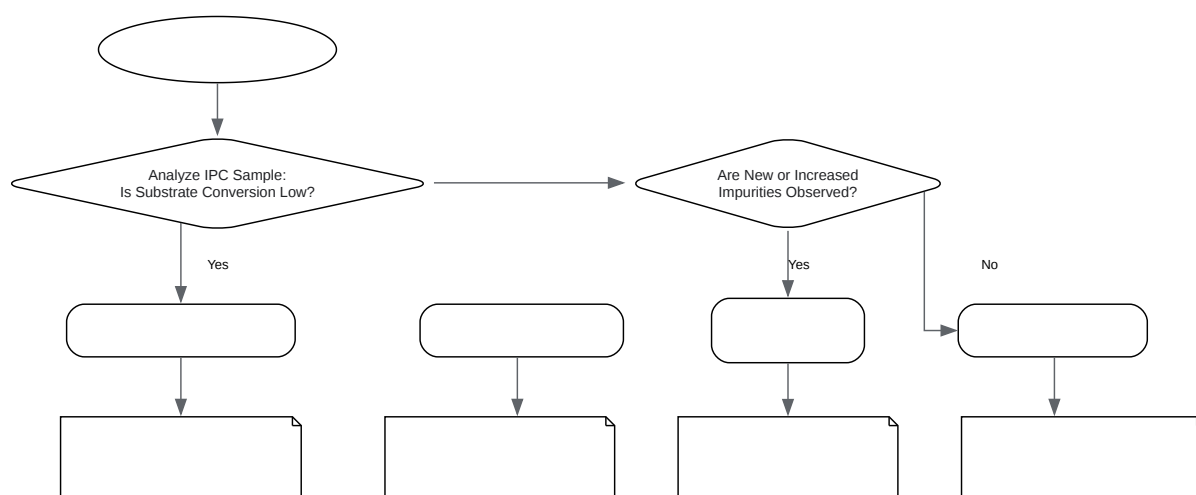 Analyze IPC Sample:
Is Substrate Conversion Low?
Are New or Increased
Impurities Observed?
Yes
Yes
No